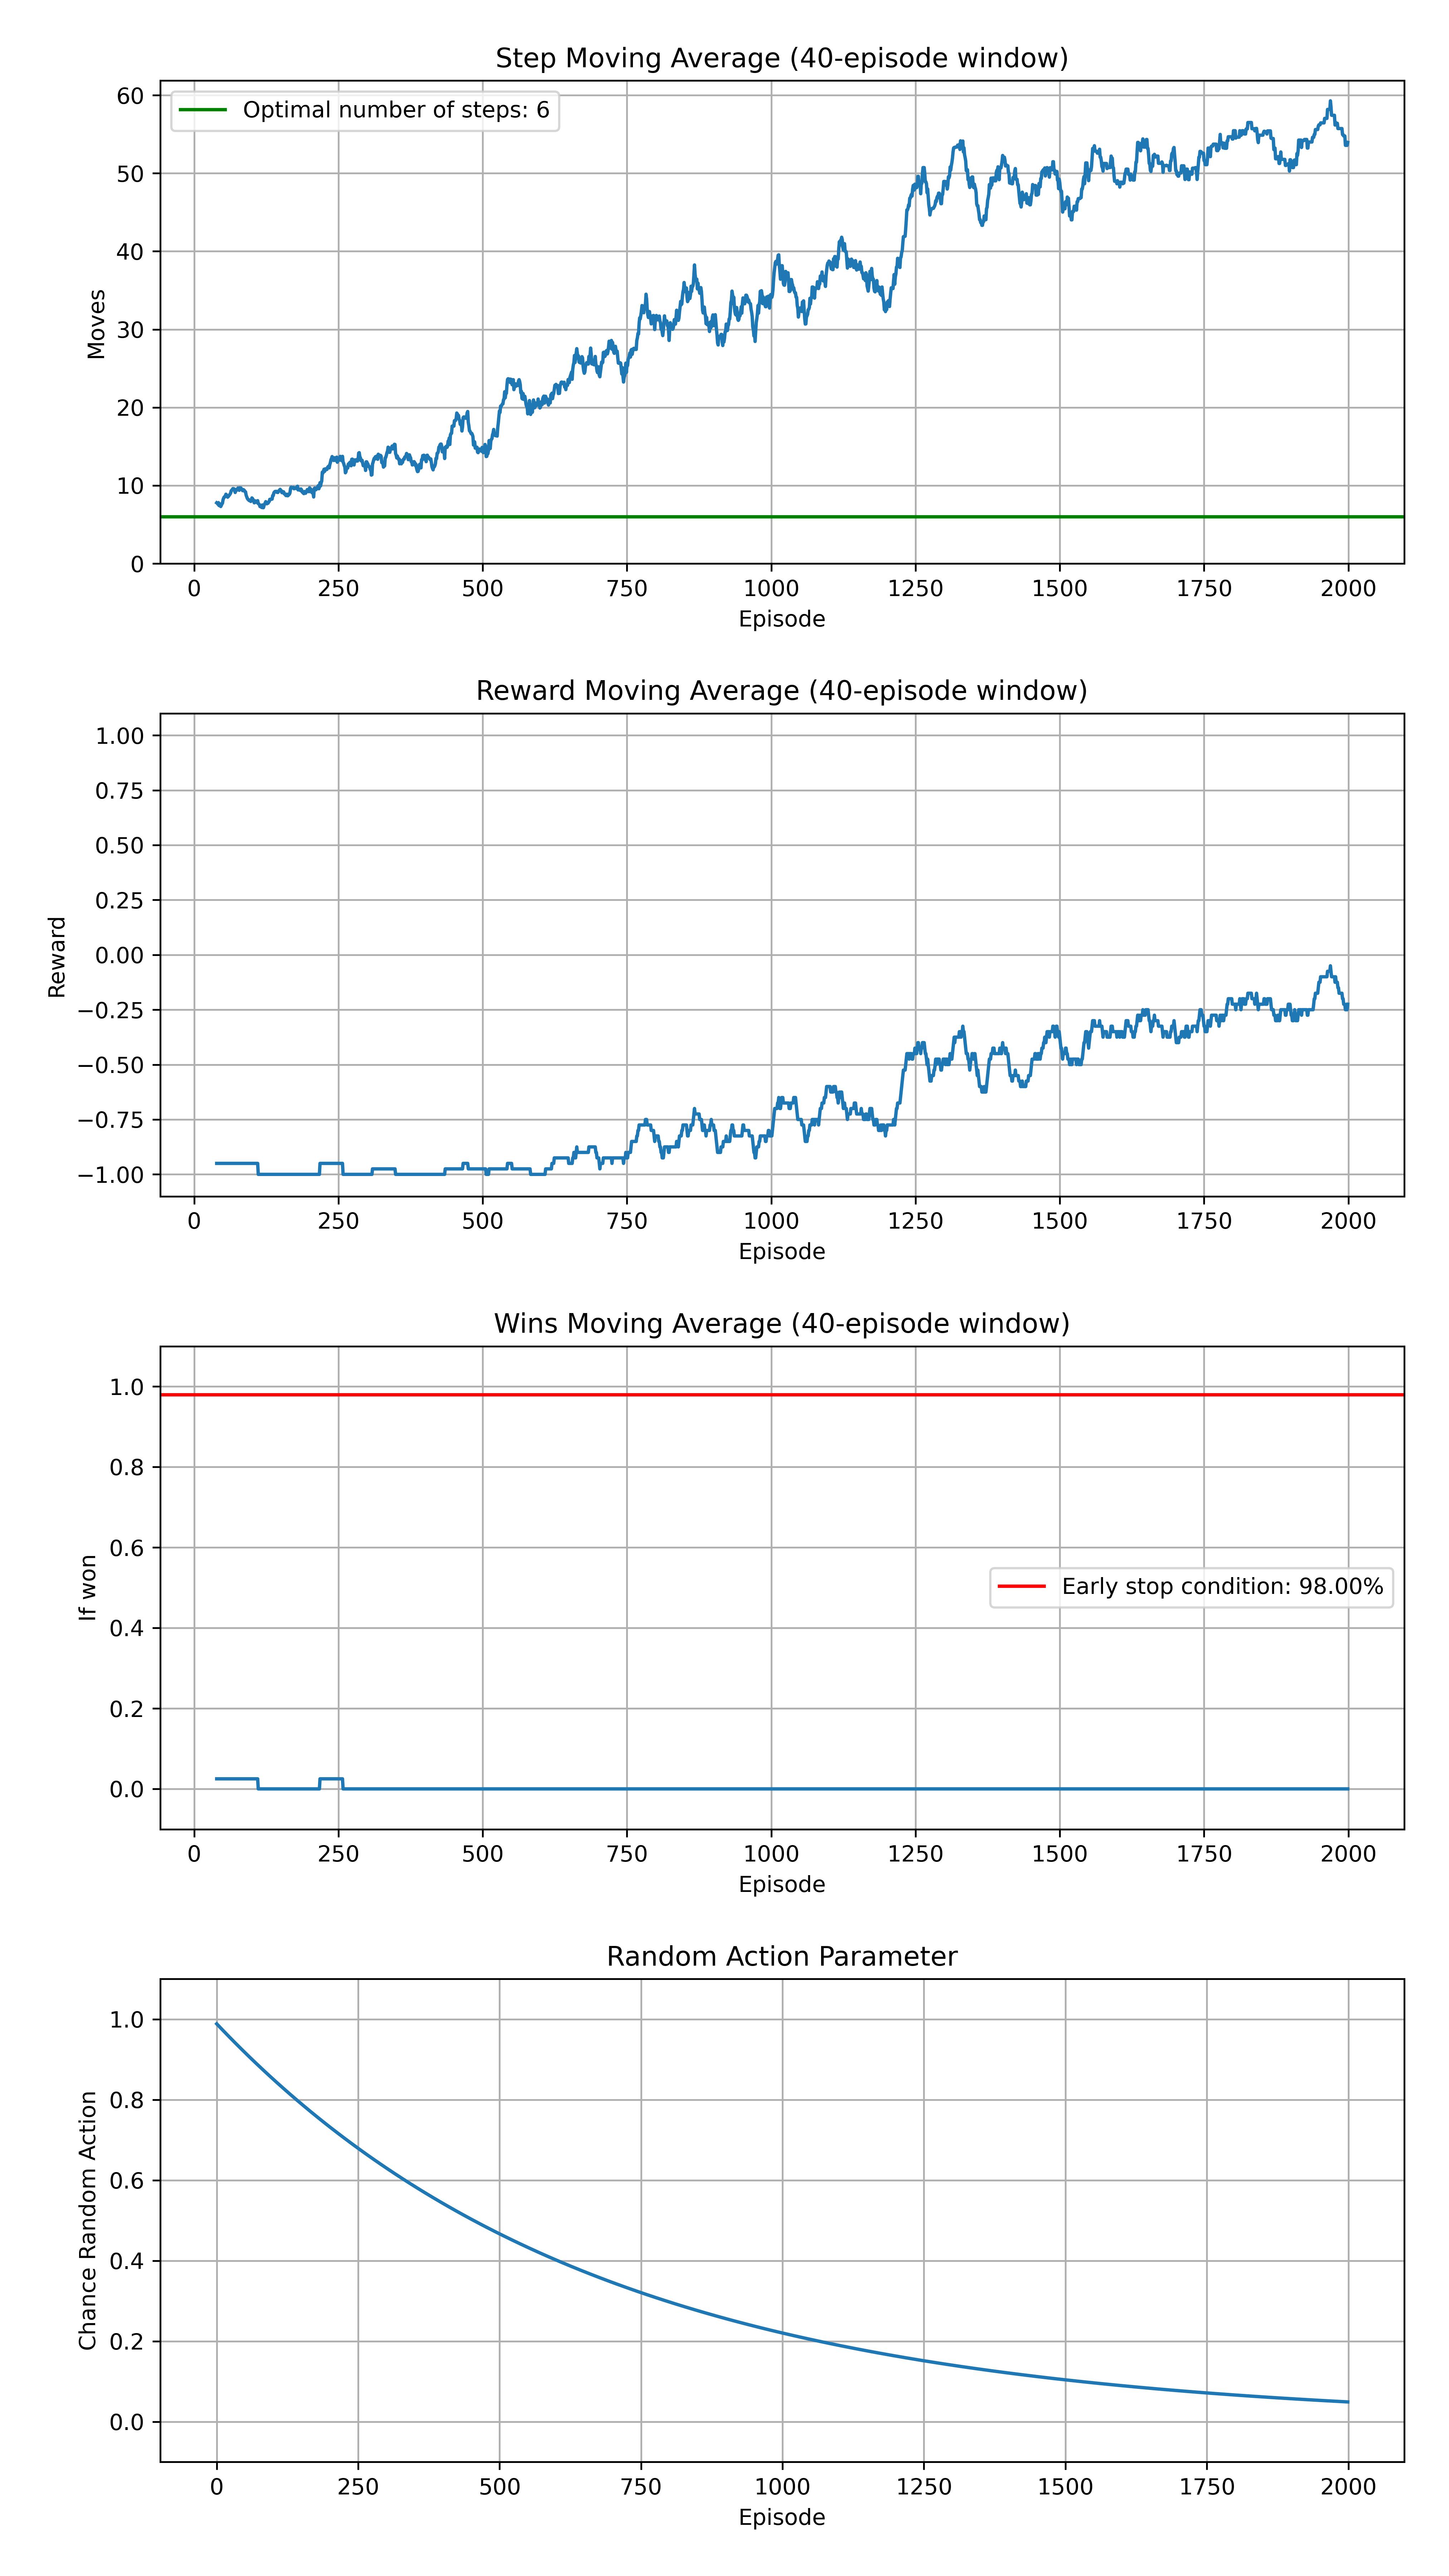 Step Moving Average (40-episode window)
Optimal number of steps: 6
60
50
40
30
20
10
0
Moves
0 250 500 750 1000 1250 1500 1750 2000
Episode
Reward Moving Average (40-episode window)
1.00
0.75
0.50
0.25
0.00
−0.25
−0.50
−0.75
−1.00
Reward
0 250 500 750 1000 1250 1500 1750 2000
Episode
Wins Moving Average (40-episode window)
1.0
0.8
0.6
0.4
0.2
0.0
If won
Early stop condition: 98.00%
0 250 500 750 1000 1250 1500 1750 2000
Episode
Random Action Parameter
1.0
0.8
0.6
0.4
0.2
0.0
Chance Random Action
0 250 500 750 1000 1250 1500 1750 2000
Episode